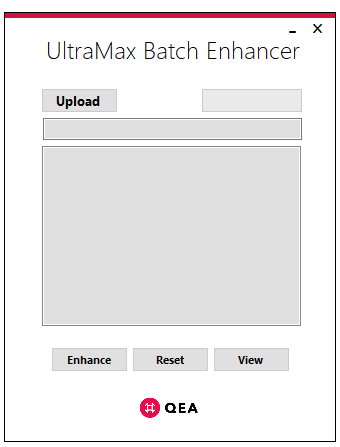 UltraMax Batch Enhancer
Upload
Enhance Reset View
QEA